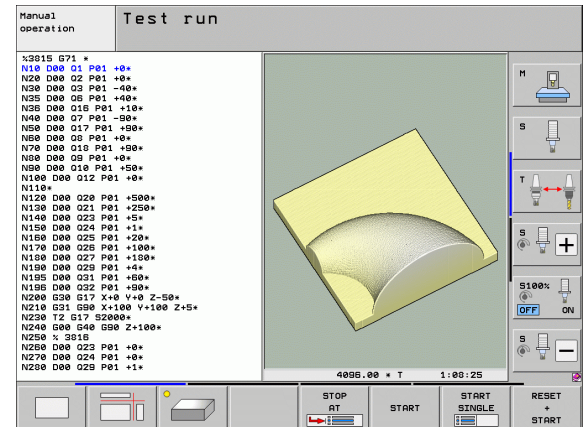 Manual
operation
Test run
%3815 G71 *
N10 D00 Q1 P01 +0*
N20 D00 Q2 P01 +0*
N30 D00 Q3 P01 -40*
N35 D00 Q6 P01 +40*
N36 D00 Q16 P01 +10*
N40 D00 Q7 P01 -90*
N50 D00 Q17 P01 +90*
N60 D00 Q8 P01 +0*
N70 D00 Q18 P01 +90*
N80 D00 Q9 P01 +0*
N90 D00 Q10 P01 +50*
N100 D00 Q12 P01 +0*
N110*
N120 D00 Q20 P01 +500*
N130 D00 Q21 P01 +250*
N140 D00 Q23 P01 +5*
N150 D00 Q24 P01 +1*
N160 D00 Q25 P01 +20*
N170 D00 Q26 P01 +100*
N180 D00 Q27 P01 +180*
N190 D00 Q29 P01 +4*
N195 D00 Q31 P01 +60*
N196 D00 Q32 P01 +90*
N200 G30 G17 X+0 Y+0 Z-50*
N210 G31 G90 X+100 Y+100 Z+5*
N230 T2 G17 S2000*
N240 G00 G40 G90 Z+100*
N250 % 3816
N260 D00 Q23 P01 +0*
N270 D00 Q24 P01 +0*
N280 D00 Q29 P01 +1*
4096.00 * T 1:08:25
M
S
T
S
+
S100%
OFF ON
S
-
STOP
AT
START
START
SINGLE
RESET
+
START